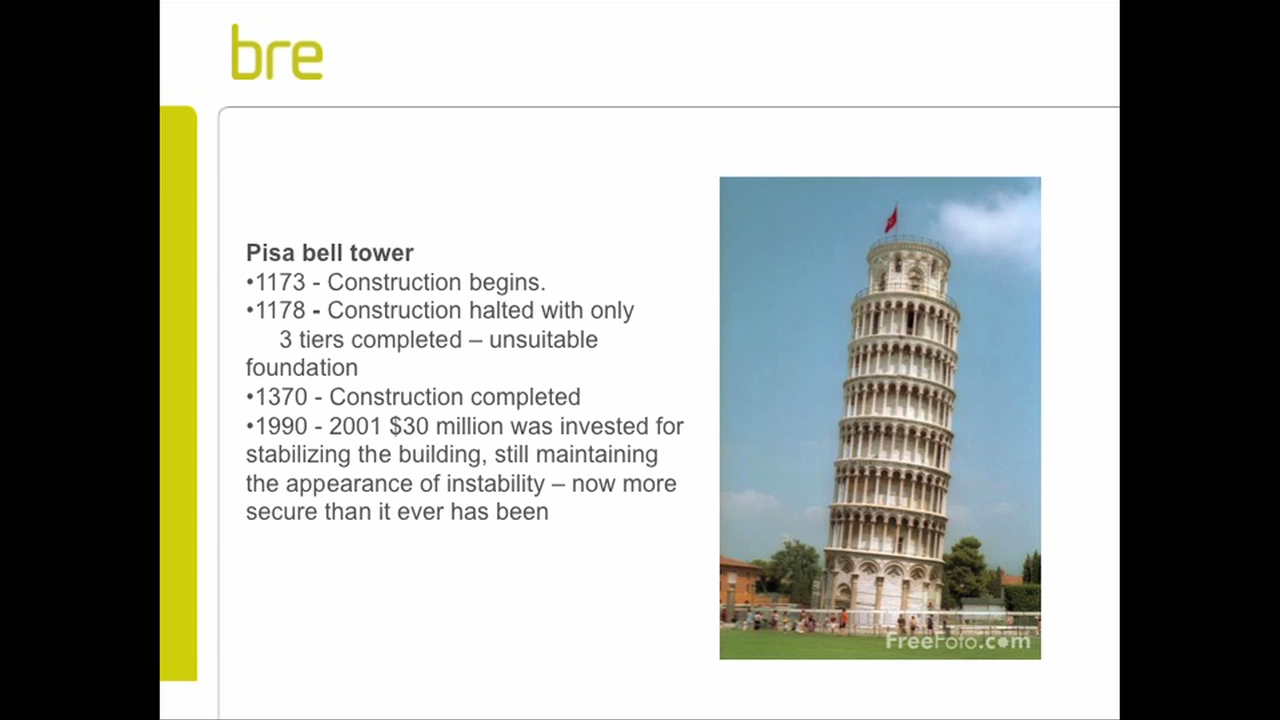 bre
Pisa bell tower
•1173 - Construction begins.
•1178 - Construction halted with only
3 tiers completed – unsuitable
foundation
•1370 - Construction completed
•1990 - 2001 $30 million was invested for
stabilizing the building, still maintaining
the appearance of instability – now more
secure than it ever has been
FreeFoto.com